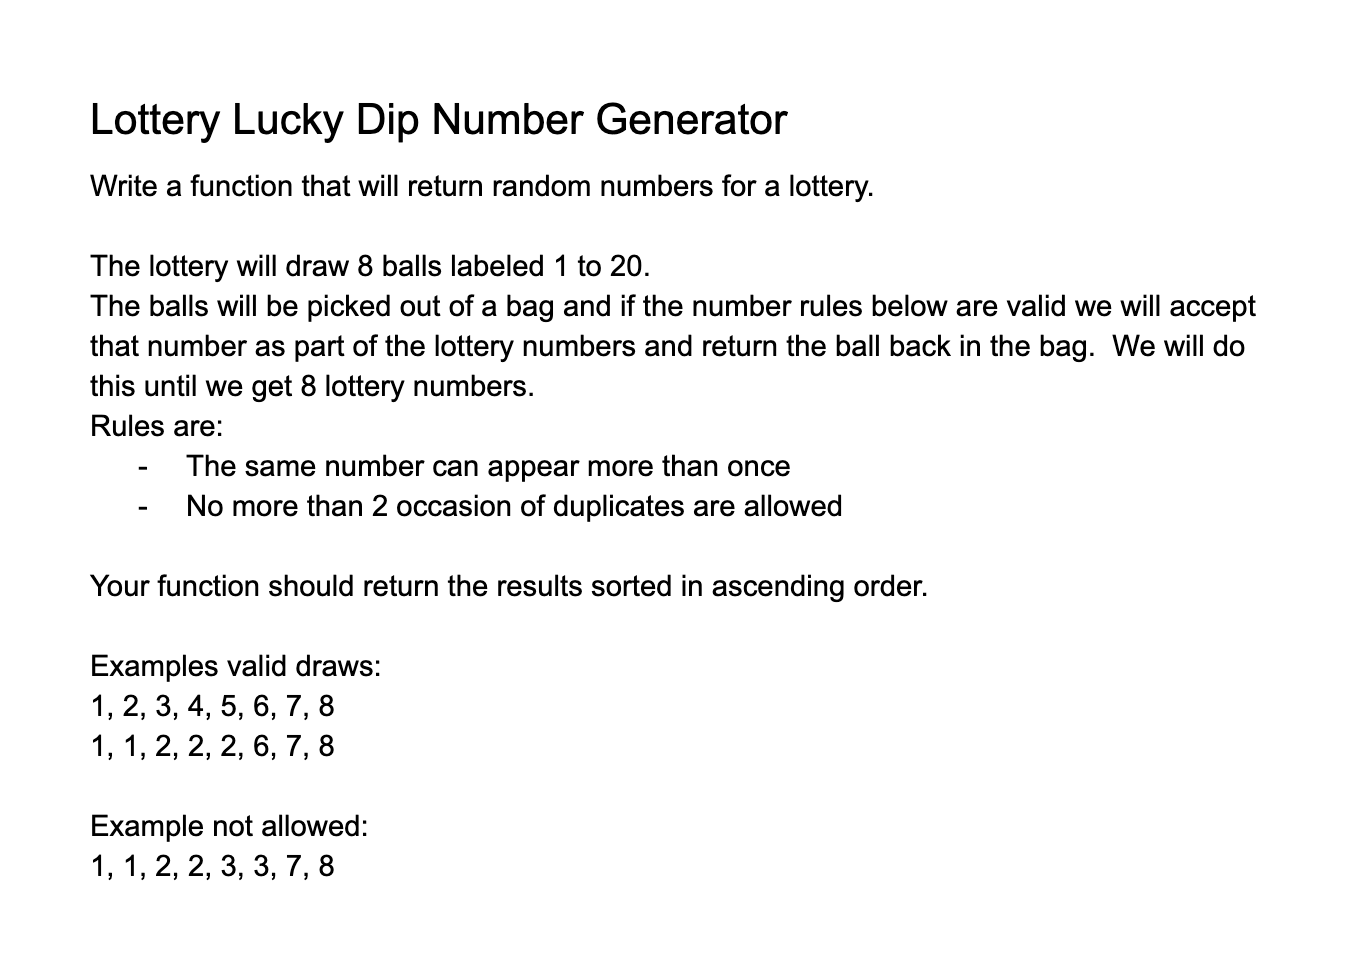 Lottery Lucky Dip Number Generator
Write a function that will return random numbers for a lottery.
The lottery will draw 8 balls labeled 1 to 20.
The balls will be picked out of a bag and if the number rules below are valid we will accept
that number as part of the lottery numbers and return the ball back in the bag.  We will do
this until we get 8 lottery numbers.
Rules are:
- The same number can appear more than once
- No more than 2 occasion of duplicates are allowed
Your function should return the results sorted in ascending order.
Examples valid draws:
1, 2, 3, 4, 5, 6, 7, 8
1, 1, 2, 2, 2, 6, 7, 8
Example not allowed:
1, 1, 2, 2, 3, 3, 7, 8